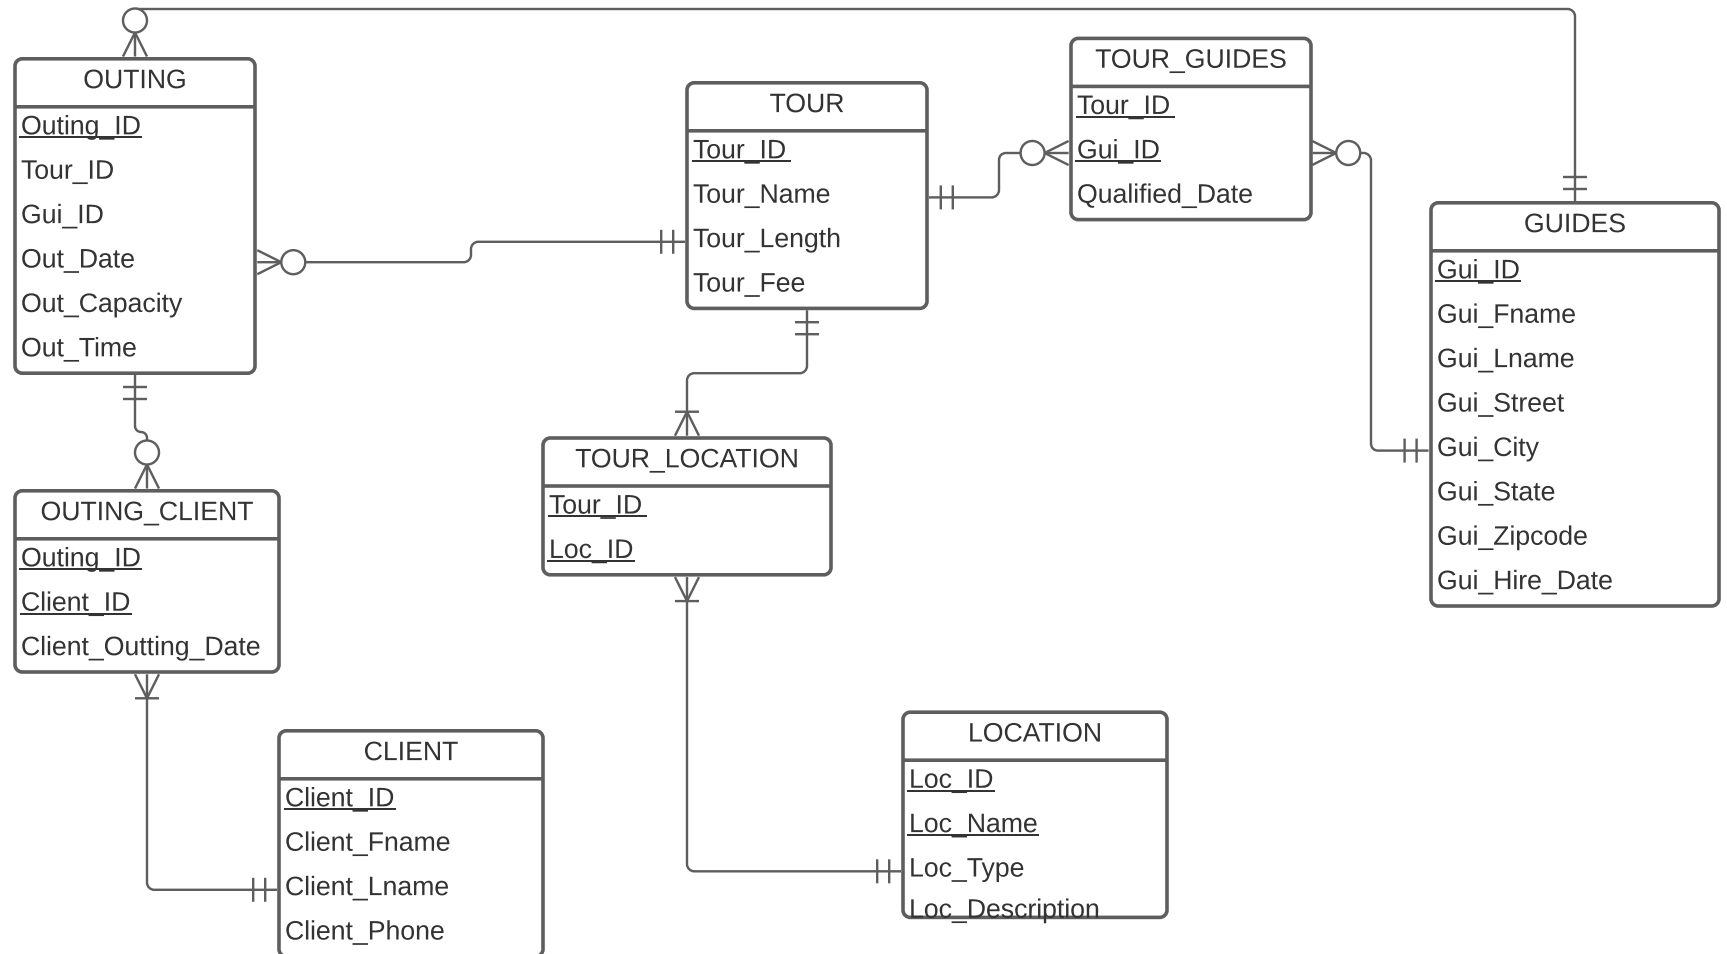 OUTING
Outing_ID
Tour_ID
Gui_ID
Out_Date
Out_Capacity
Out_Time
TOUR
Tour_ID
Tour_Name
Tour_Length
Tour_Fee
TOUR_GUIDES
Tour_ID
Gui_ID
Qualified_Date
GUIDES
Gui_ID
Gui_Fname
Gui_Lname
Gui_Street
Gui_City
Gui_State
Gui_Zipcode
Gui_Hire_Date
OUTING_CLIENT
Outing_ID
Client_ID
Client_Outting_Date
TOUR_LOCATION
Tour_ID
Loc_ID
CLIENT
Client_ID
Client_Fname
Client_Lname
Client_Phone
LOCATION
Loc_ID
Loc_Name
Loc_Type
Loc_Description